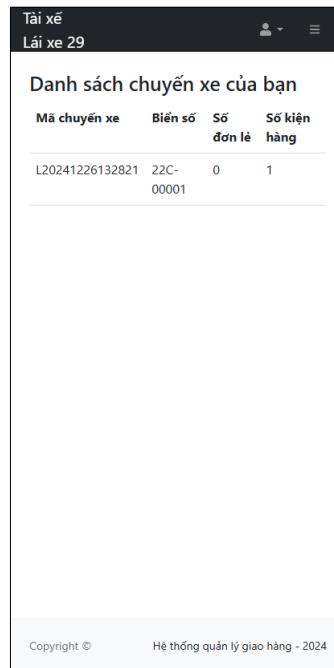 Tài xế
Lái xe 29
Danh sách chuyến xe của bạn
Mã chuyến xe Biển số Số đơn lẻ Số kiện hàng
L20241226132821 22C-00001 0 1
Copyright © Hệ thống quản lý giao hàng - 2024